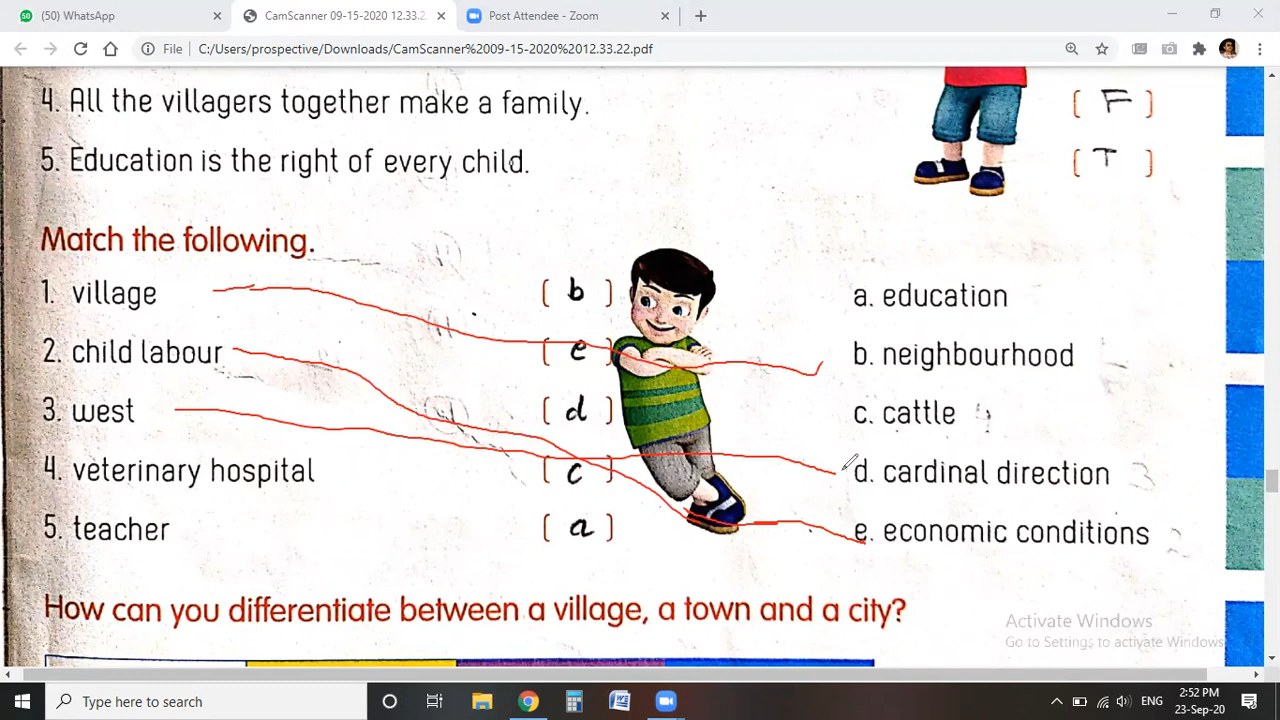 (50) WhatsApp
CamScanner 09-15-2020 12.33.2
Post Attendee - Zoom
File
C:/Users/prospective/Downloads/CamScanner%2009-15-2020%2012.33.22.pdf
4. All the villagers together make a family. [ F ]
5. Education is the right of every child. [ T ]
Match the following.
1. village [ b ] a. education
2. child labour [ e ] b. neighbourhood
3. west [ d ] c. cattle
4. veterinary hospital [ c ] d. cardinal direction
5. teacher [ a ] e. economic conditions
How can you differentiate between a village, a town and a city?
Activate Windows
Go to Settings to activate Windows.
Type here to search
ENG
2:52 PM
23-Sep-20